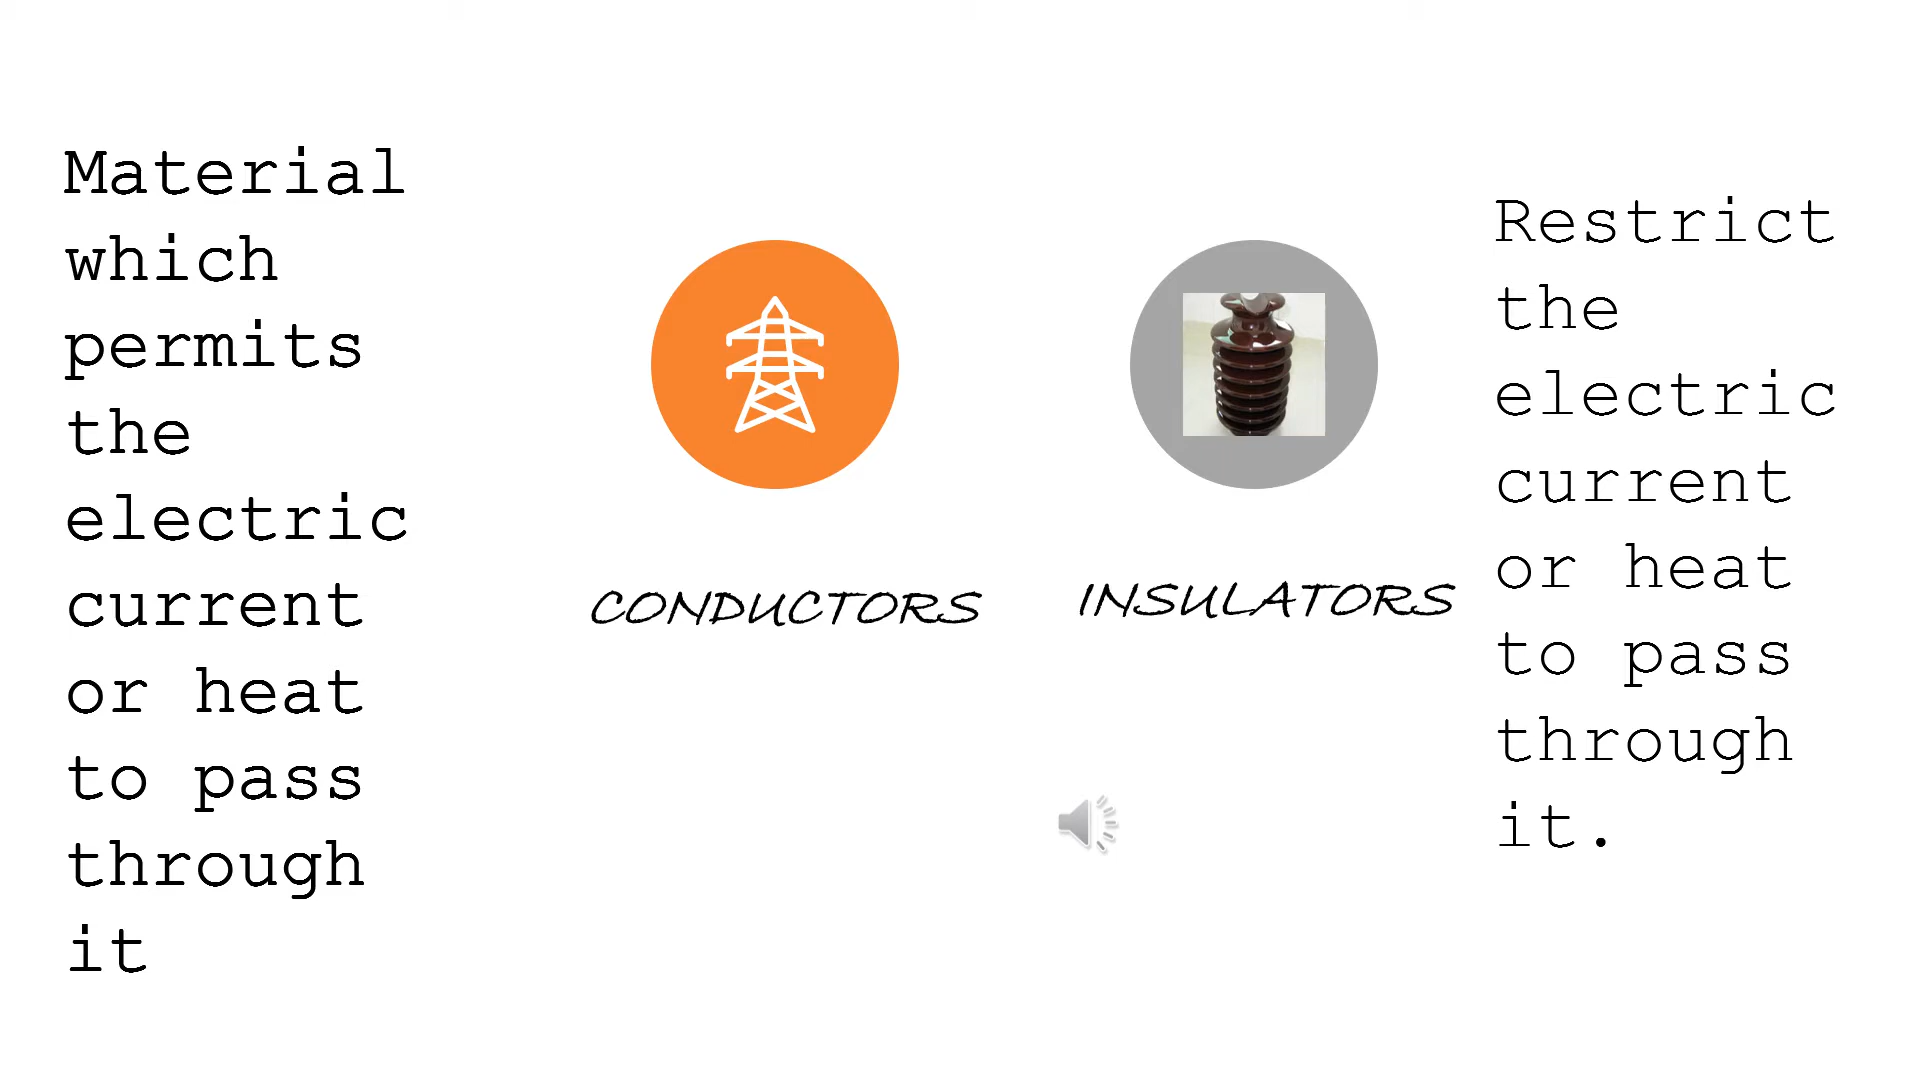 Material
which
permits
the
electric
current
or heat
to pass
through
it
CONDUCTORS
INSULATORS
Restrict
the
electric
current
or heat
to pass
through
it.